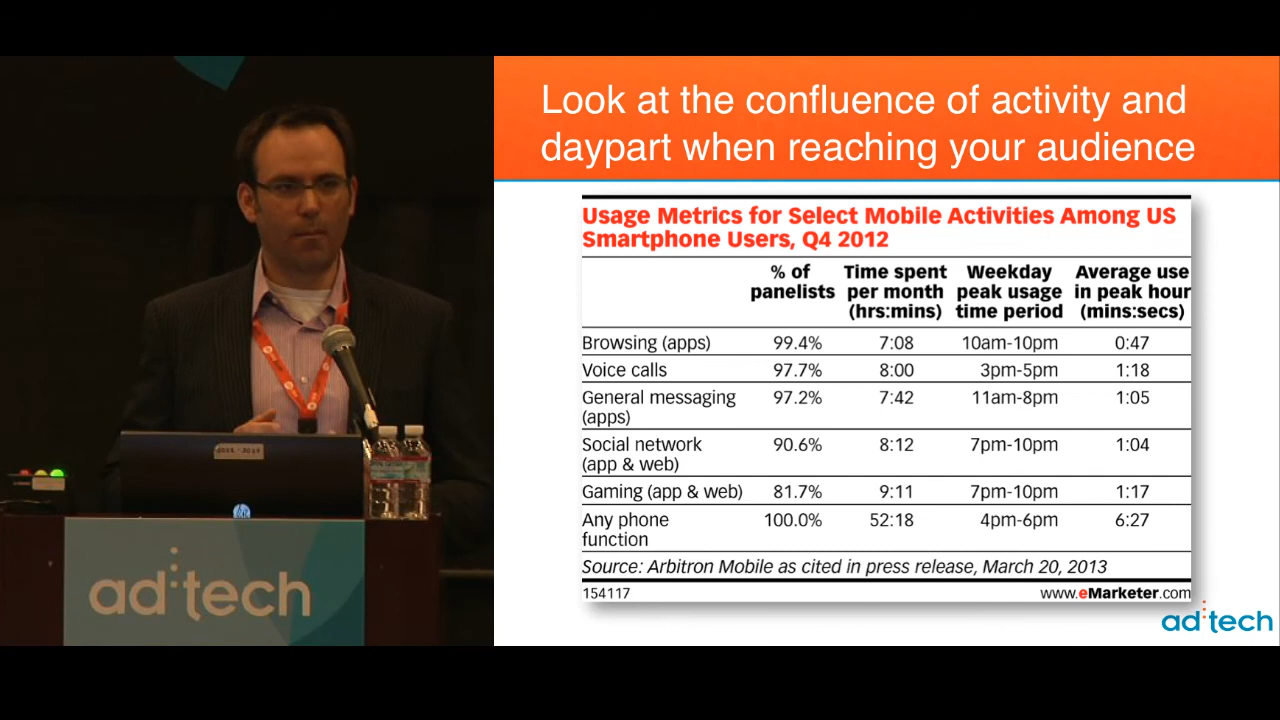 Look at the confluence of activity and
daypart when reaching your audience
Usage Metrics for Select Mobile Activities Among US
Smartphone Users, Q4 2012
% of panelists Time spent per month (hrs:mins) Weekday peak usage time period Average use in peak hour (mins:secs)
Browsing (apps) 99.4% 7:08 10am-10pm 0:47
Voice calls 97.7% 8:00 3pm-5pm 1:18
General messaging (apps) 97.2% 7:42 11am-8pm 1:05
Social network (app & web) 90.6% 8:12 7pm-10pm 1:04
Gaming (app & web) 81.7% 9:11 7pm-10pm 1:17
Any phone function 100.0% 52:18 4pm-6pm 6:27
Source: Arbitron Mobile as cited in press release, March 20, 2013
154117 www.eMarketer.com
ad:tech
ad:tech